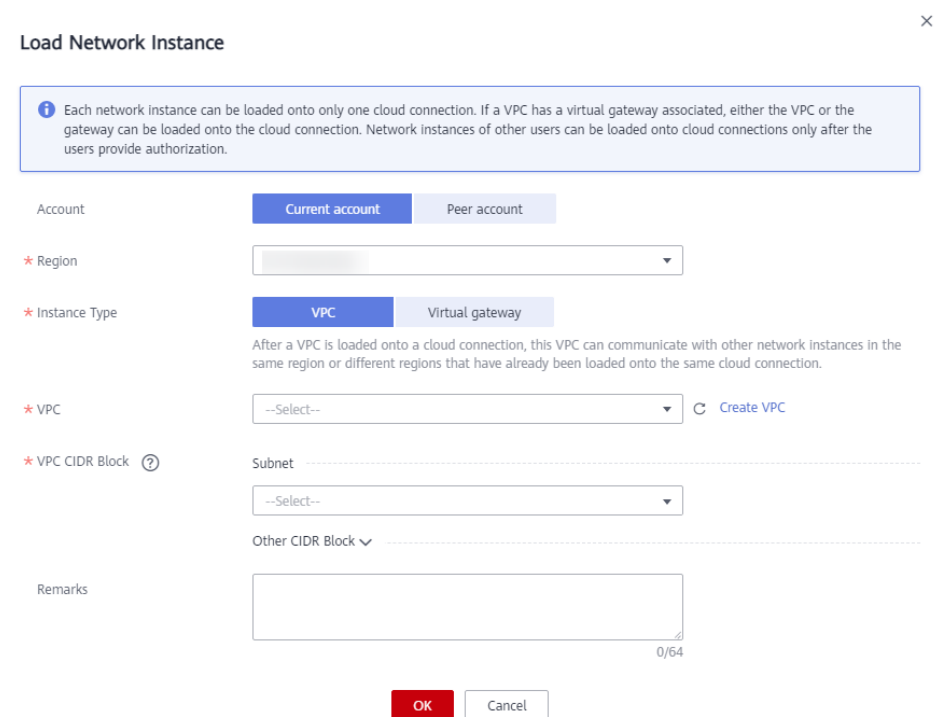 Load Network Instance
Each network instance can be loaded onto only one cloud connection. If a VPC has a virtual gateway associated, either the VPC or the
gateway can be loaded onto the cloud connection. Network instances of other users can be loaded onto cloud connections only after the
users provide authorization.
Account Current account Peer account
* Region
* Instance Type VPC Virtual gateway
After a VPC is loaded onto a cloud connection, this VPC can communicate with other network instances in the
same region or different regions that have already been loaded onto the same cloud connection.
* VPC --Select-- Create VPC
* VPC CIDR Block ? Subnet
--Select--
Other CIDR Block
Remarks
0/64
OK Cancel